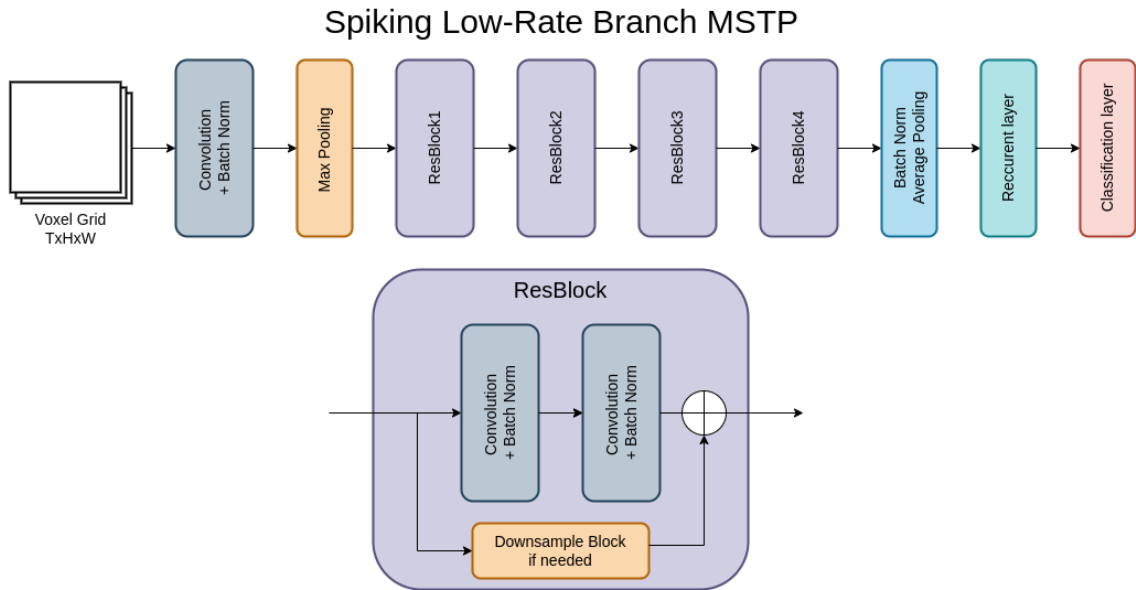 Spiking Low-Rate Branch MSTP
Voxel Grid
TxHxW
Convolution
+ Batch Norm
Max Pooling
ResBlock1
ResBlock2
ResBlock3
ResBlock4
Batch Norm
Average Pooling
Reccurent layer
Classification layer
ResBlock
Convolution
+ Batch Norm
Convolution
+ Batch Norm
Downsample Block
if needed